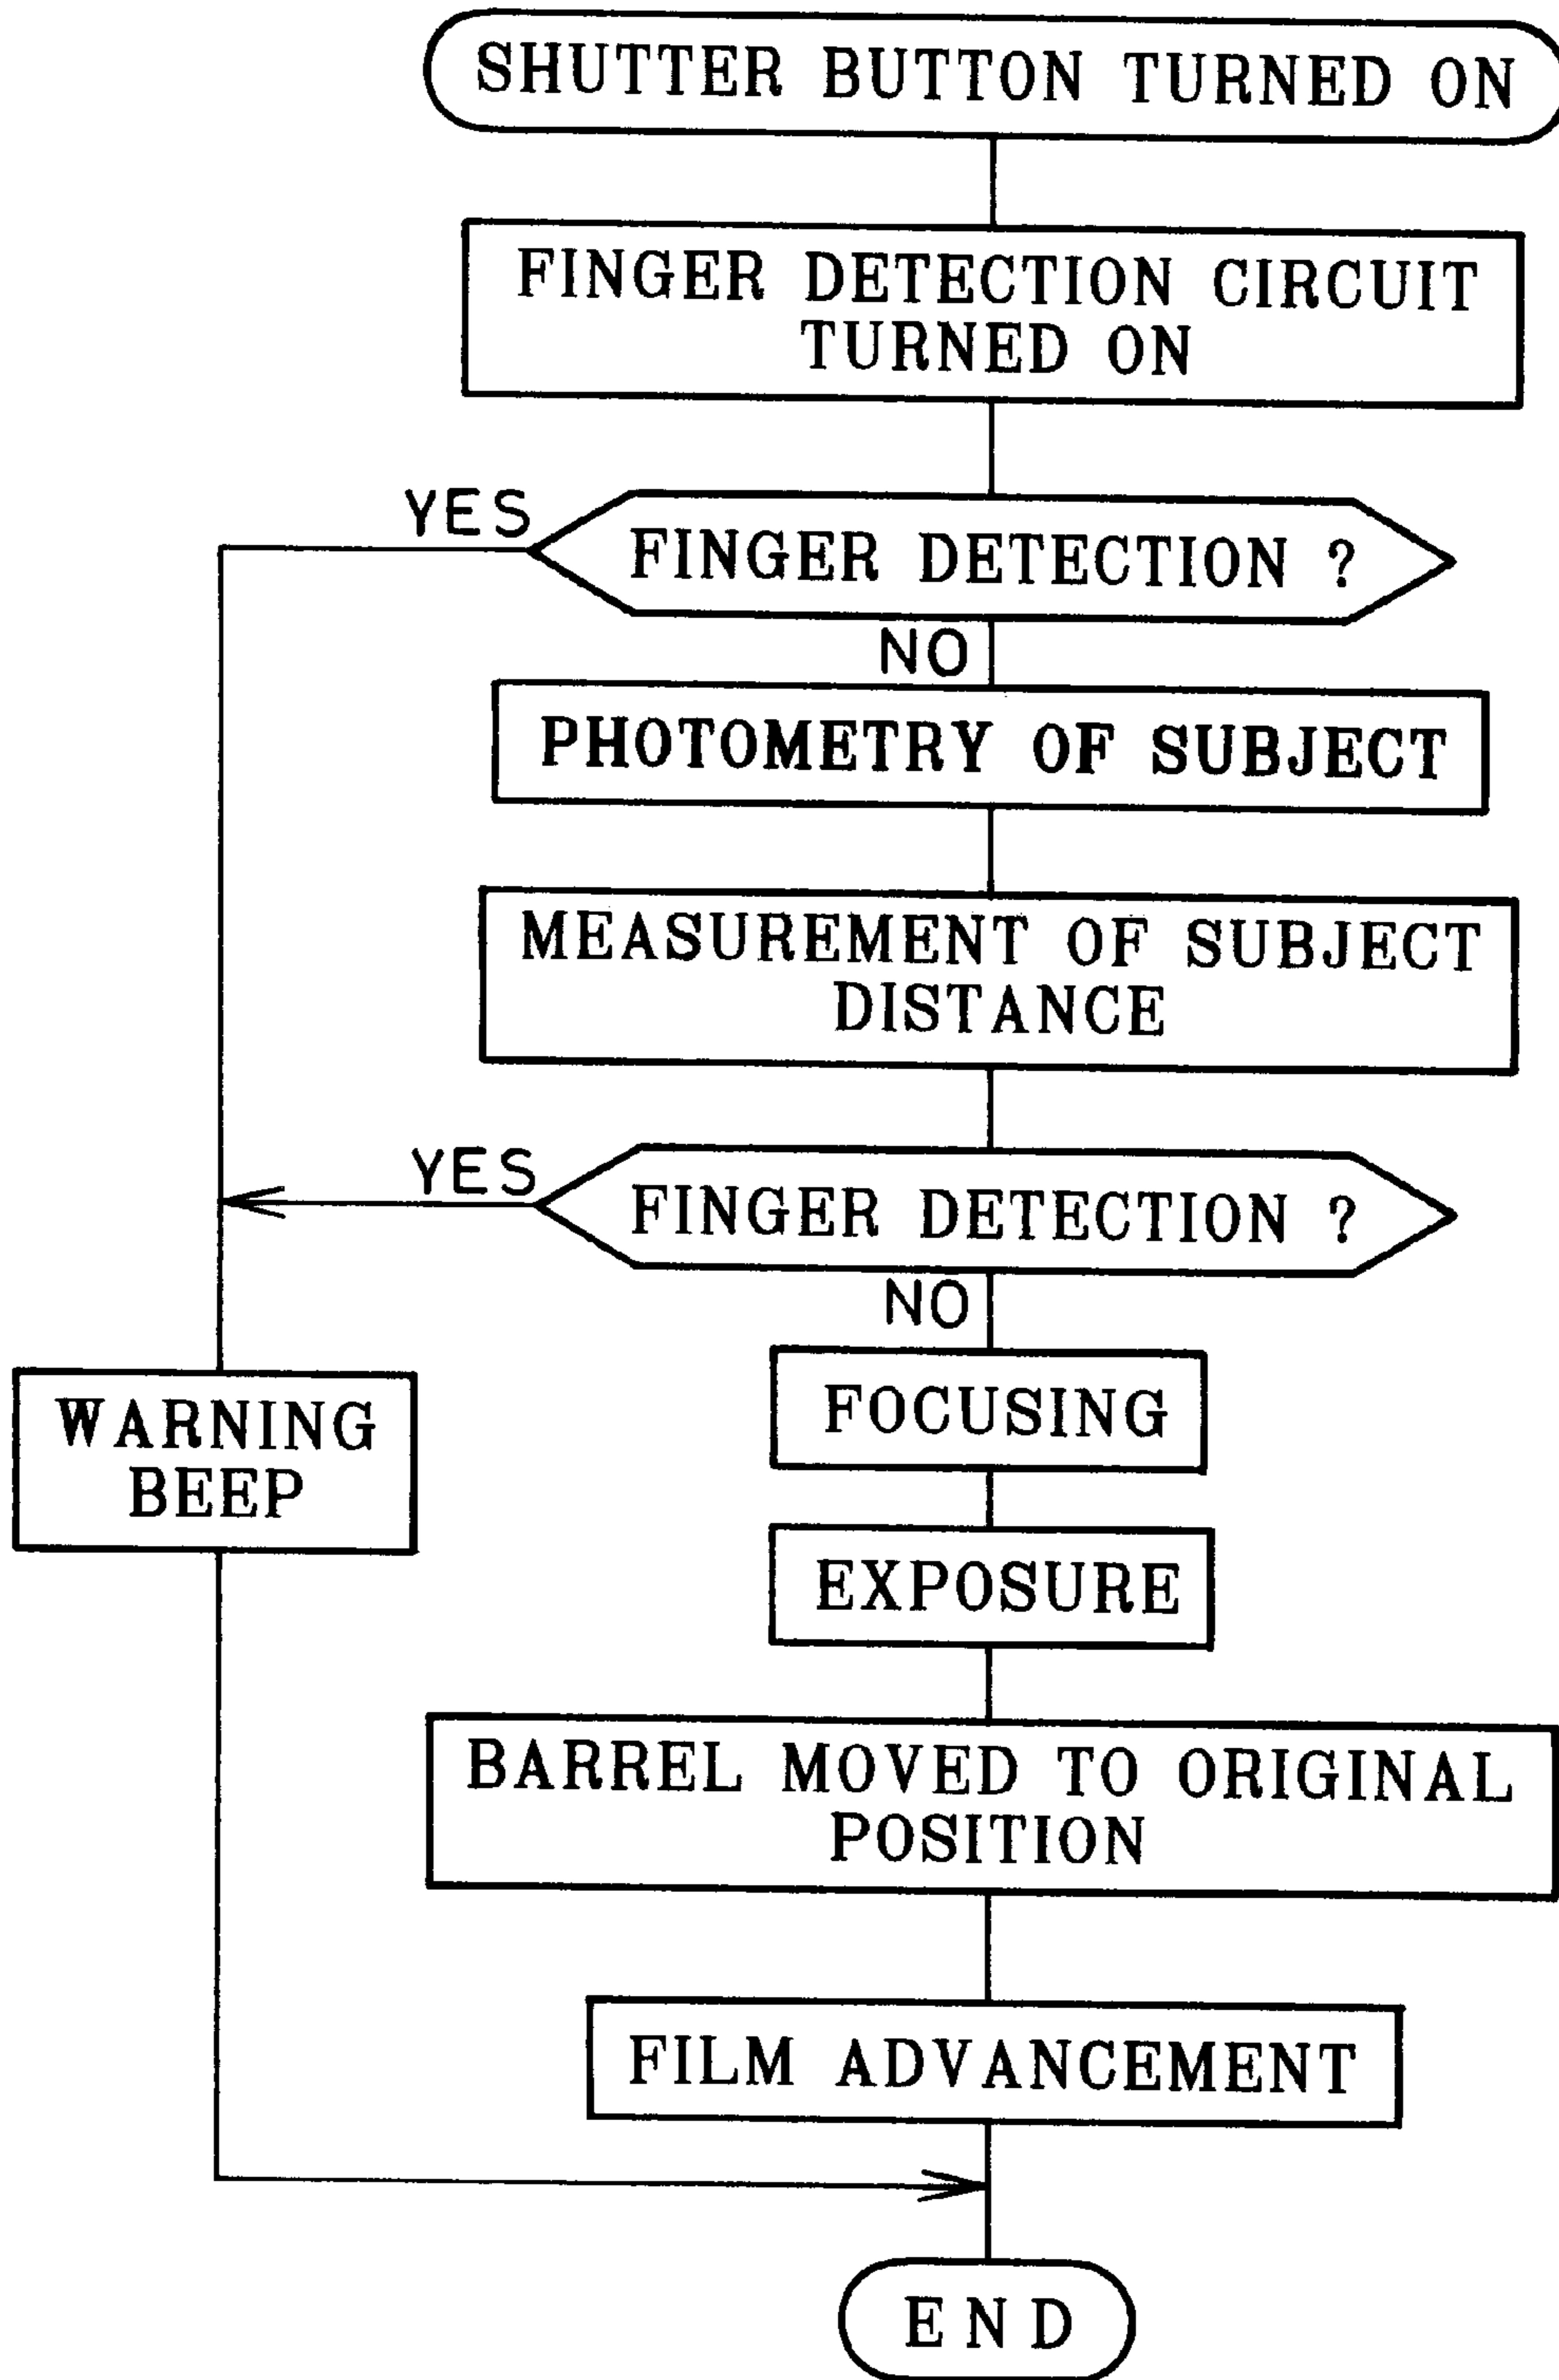 SHUTTER BUTTON TURNED ON
FINGER DETECTION CIRCUIT
TURNED ON
YES
FINGER DETECTION ?
NO
PHOTOMETRY OF SUBJECT
MEASUREMENT OF SUBJECT
DISTANCE
YES
FINGER DETECTION ?
NO
WARNING
BEEP
FOCUSING
EXPOSURE
BARREL MOVED TO ORIGINAL
POSITION
FILM ADVANCEMENT
END